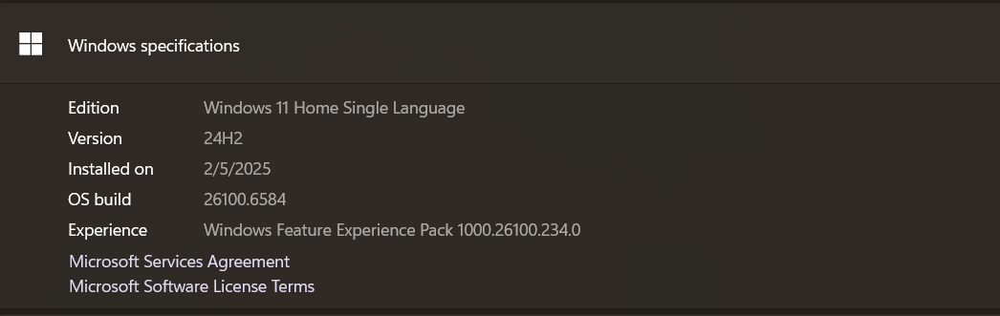 Windows specifications
Edition Windows 11 Home Single Language
Version 24H2
Installed on 2/5/2025
OS build 26100.6584
Experience Windows Feature Experience Pack 1000.26100.234.0
Microsoft Services Agreement
Microsoft Software License Terms